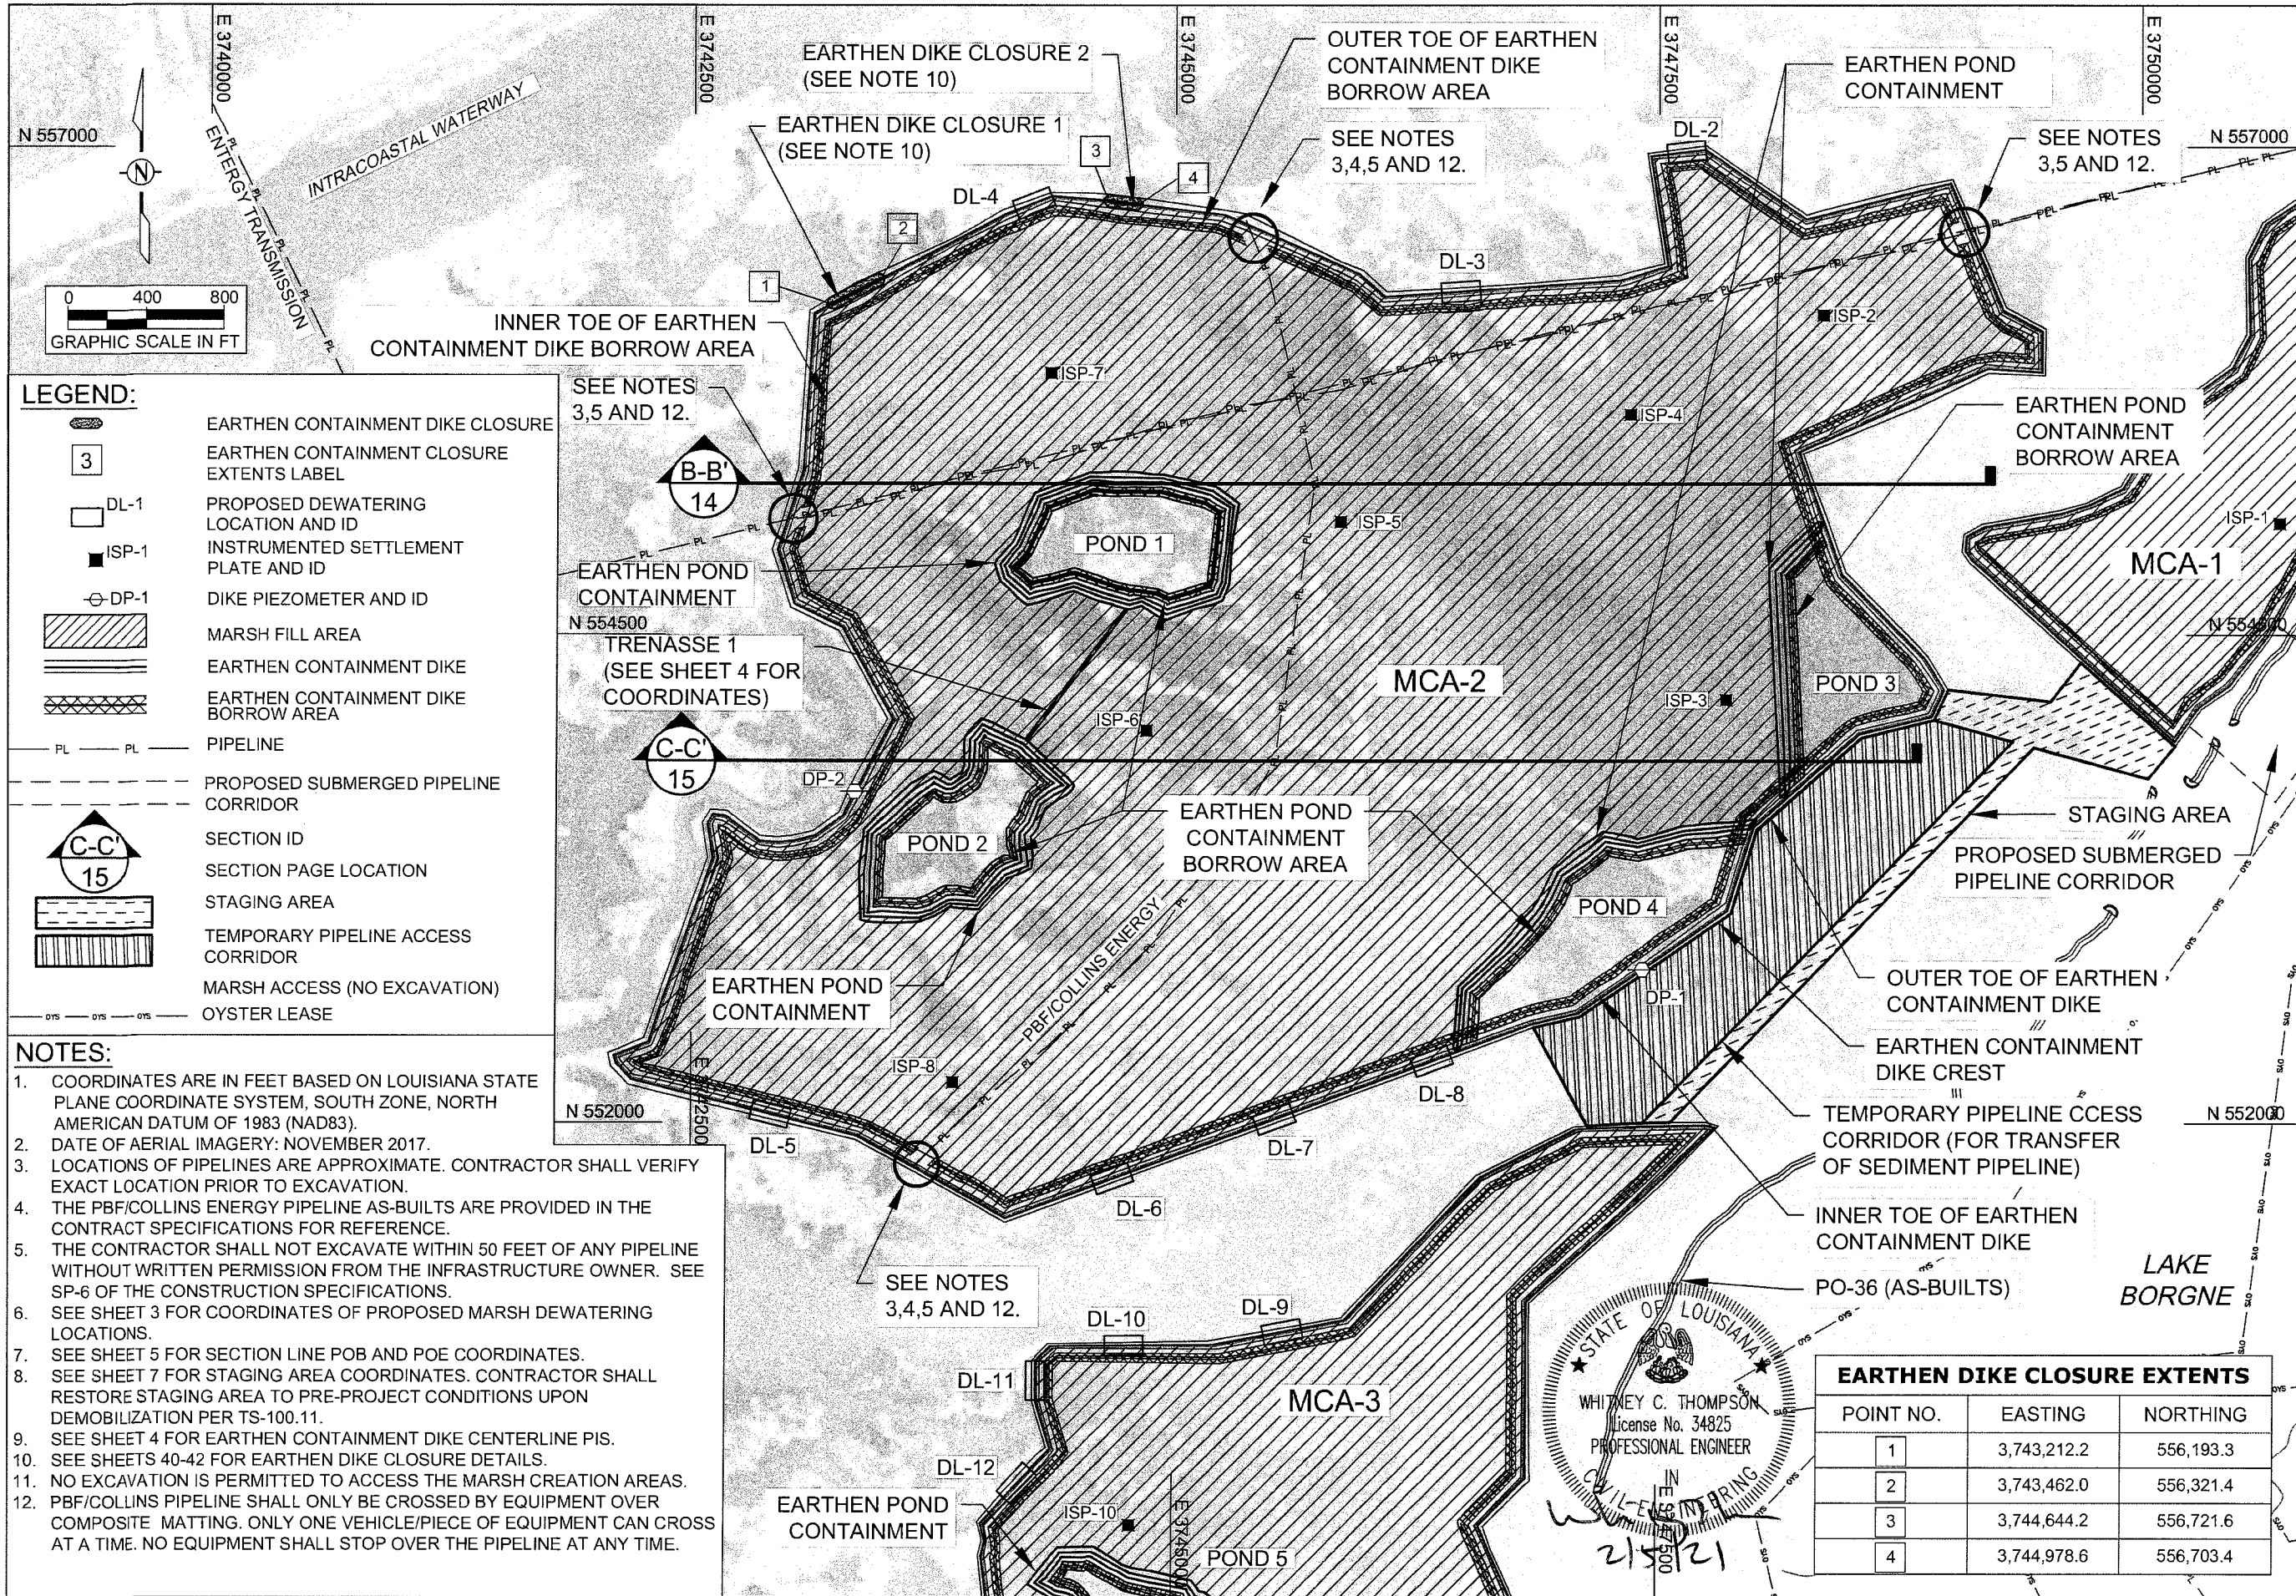 E 3740000
E 3742500
E 3745000
E 3747500
E 3750000
N 557000
N
INTRACOASTAL WATERWAY
ENTERGY TRANSMISSION
0 400 800
GRAPHIC SCALE IN FT
EARTHEN DIKE CLOSURE 2
(SEE NOTE 10)
EARTHEN DIKE CLOSURE 1
(SEE NOTE 10)
OUTER TOE OF EARTHEN
CONTAINMENT DIKE
BORROW AREA
SEE NOTES
3,4,5 AND 12.
EARTHEN POND
CONTAINMENT
SEE NOTES
3,5 AND 12.
N 557000
DL-2
3
4
2
1
DL-4
DL-3
INNER TOE OF EARTHEN
CONTAINMENT DIKE BORROW AREA
SEE NOTES
3,5 AND 12.
ISP-7
ISP-2
ISP-4
EARTHEN POND
CONTAINMENT
BORROW AREA
B-B'
14
ISP-5
ISP-1
MCA-1
POND 1
EARTHEN POND
CONTAINMENT
N 554500
N 554500
TRENASSE 1
(SEE SHEET 4 FOR
COORDINATES)
MCA-2
POND 3
ISP-3
ISP-6
C-C'
15
DP-2
POND 2
EARTHEN POND
CONTAINMENT
BORROW AREA
STAGING AREA
PROPOSED SUBMERGED
PIPELINE CORRIDOR
POND 4
EARTHEN POND
CONTAINMENT
PBF/COLLINS ENERGY
DP-1
OUTER TOE OF EARTHEN
CONTAINMENT DIKE
EARTHEN CONTAINMENT
DIKE CREST
ISP-8
DL-8
N 552000
E 3742500
N 552000
TEMPORARY PIPELINE CCESS
CORRIDOR (FOR TRANSFER
OF SEDIMENT PIPELINE)
DL-5
DL-7
DL-6
INNER TOE OF EARTHEN
CONTAINMENT DIKE
SEE NOTES
3,4,5 AND 12.
PO-36 (AS-BUILTS)
LAKE
BORGNE
DL-10
DL-9
DL-11
MCA-3
DL-12
EARTHEN POND
CONTAINMENT
ISP-10
E 3745000
POND 5
LEGEND:
EARTHEN CONTAINMENT DIKE CLOSURE
3 EARTHEN CONTAINMENT CLOSURE
EXTENTS LABEL
DL-1 PROPOSED DEWATERING
LOCATION AND ID
ISP-1 INSTRUMENTED SETTLEMENT
PLATE AND ID
DP-1 DIKE PIEZOMETER AND ID
MARSH FILL AREA
EARTHEN CONTAINMENT DIKE
EARTHEN CONTAINMENT DIKE
BORROW AREA
PL PL PIPELINE
PROPOSED SUBMERGED PIPELINE
CORRIDOR
C-C' SECTION ID
15 SECTION PAGE LOCATION
STAGING AREA
TEMPORARY PIPELINE ACCESS
CORRIDOR
MARSH ACCESS (NO EXCAVATION)
OYS OYS OYS OYSTER LEASE
NOTES:
1. COORDINATES ARE IN FEET BASED ON LOUISIANA STATE
PLANE COORDINATE SYSTEM, SOUTH ZONE, NORTH
AMERICAN DATUM OF 1983 (NAD83).
2. DATE OF AERIAL IMAGERY: NOVEMBER 2017.
3. LOCATIONS OF PIPELINES ARE APPROXIMATE. CONTRACTOR SHALL VERIFY
EXACT LOCATION PRIOR TO EXCAVATION.
4. THE PBF/COLLINS ENERGY PIPELINE AS-BUILTS ARE PROVIDED IN THE
CONTRACT SPECIFICATIONS FOR REFERENCE.
5. THE CONTRACTOR SHALL NOT EXCAVATE WITHIN 50 FEET OF ANY PIPELINE
WITHOUT WRITTEN PERMISSION FROM THE INFRASTRUCTURE OWNER. SEE
SP-6 OF THE CONSTRUCTION SPECIFICATIONS.
6. SEE SHEET 3 FOR COORDINATES OF PROPOSED MARSH DEWATERING
LOCATIONS.
7. SEE SHEET 5 FOR SECTION LINE POB AND POE COORDINATES.
8. SEE SHEET 7 FOR STAGING AREA COORDINATES. CONTRACTOR SHALL
RESTORE STAGING AREA TO PRE-PROJECT CONDITIONS UPON
DEMOBILIZATION PER TS-100.11.
9. SEE SHEET 4 FOR EARTHEN CONTAINMENT DIKE CENTERLINE PIS.
10. SEE SHEETS 40-42 FOR EARTHEN DIKE CLOSURE DETAILS.
11. NO EXCAVATION IS PERMITTED TO ACCESS THE MARSH CREATION AREAS.
12. PBF/COLLINS PIPELINE SHALL ONLY BE CROSSED BY EQUIPMENT OVER
COMPOSITE MATTING. ONLY ONE VEHICLE/PIECE OF EQUIPMENT CAN CROSS
AT A TIME. NO EQUIPMENT SHALL STOP OVER THE PIPELINE AT ANY TIME.
STATE OF LOUISIANA
WHITNEY C. THOMPSON
License No. 34825
PROFESSIONAL ENGINEER
IN
CIVIL ENGINEERING
2/5/21
EARTHEN DIKE CLOSURE EXTENTS
POINT NO. EASTING NORTHING
1 3,743,212.2 556,193.3
2 3,743,462.0 556,321.4
3 3,744,644.2 556,721.6
4 3,744,978.6 556,703.4